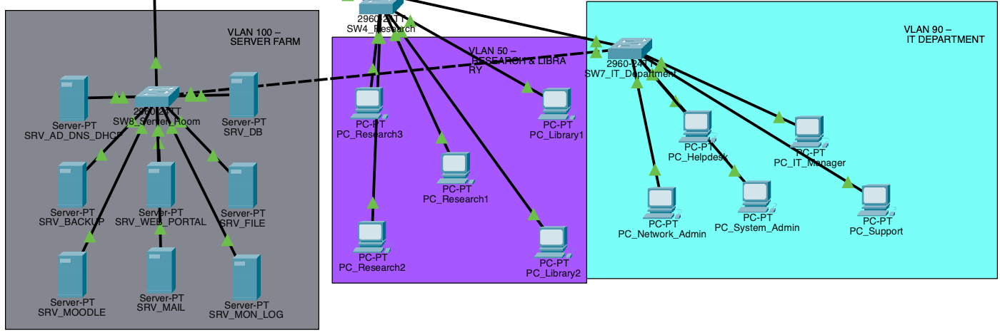 VLAN 100 –
SERVER FARM
2960-24TT
SW8_Server_Room
Server-PT
SRV_AD_DNS_DHCP
Server-PT
SRV_DB
Server-PT
SRV_BACKUP
Server-PT
SRV_WEB_PORTAL
Server-PT
SRV_FILE
Server-PT
SRV_MOODLE
Server-PT
SRV_MAIL
Server-PT
SRV_MON_LOG
2960-24TT
SW4_Research
VLAN 50 –
RESEARCH & LIBRA
RY
PC-PT
PC_Research3
PC-PT
PC_Library1
PC-PT
PC_Research1
PC-PT
PC_Research2
PC-PT
PC_Library2
VLAN 90 –
IT DEPARTMENT
2960-24TT
SW7_IT_Department
PC-PT
PC_Helpdesk
PC-PT
PC_IT_Manager
PC-PT
PC_Network_Admin
PC-PT
PC_System_Admin
PC-PT
PC_Support